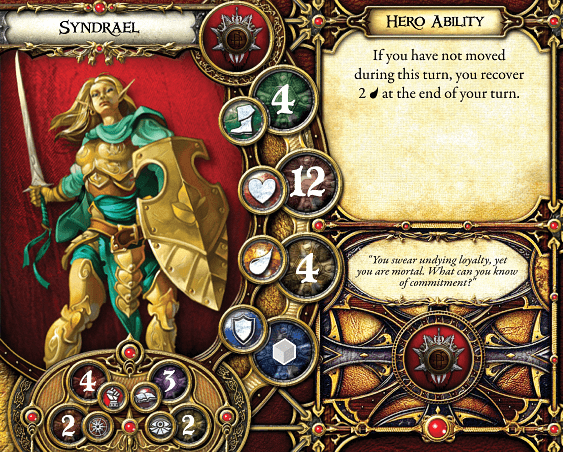 Syndrael
Hero Ability
If you have not moved
during this turn, you recover
2 at the end of your turn.
4
12
4
"You swear undying loyalty, yet
you are mortal. What can you know
of commitment?"
4 3
2 2